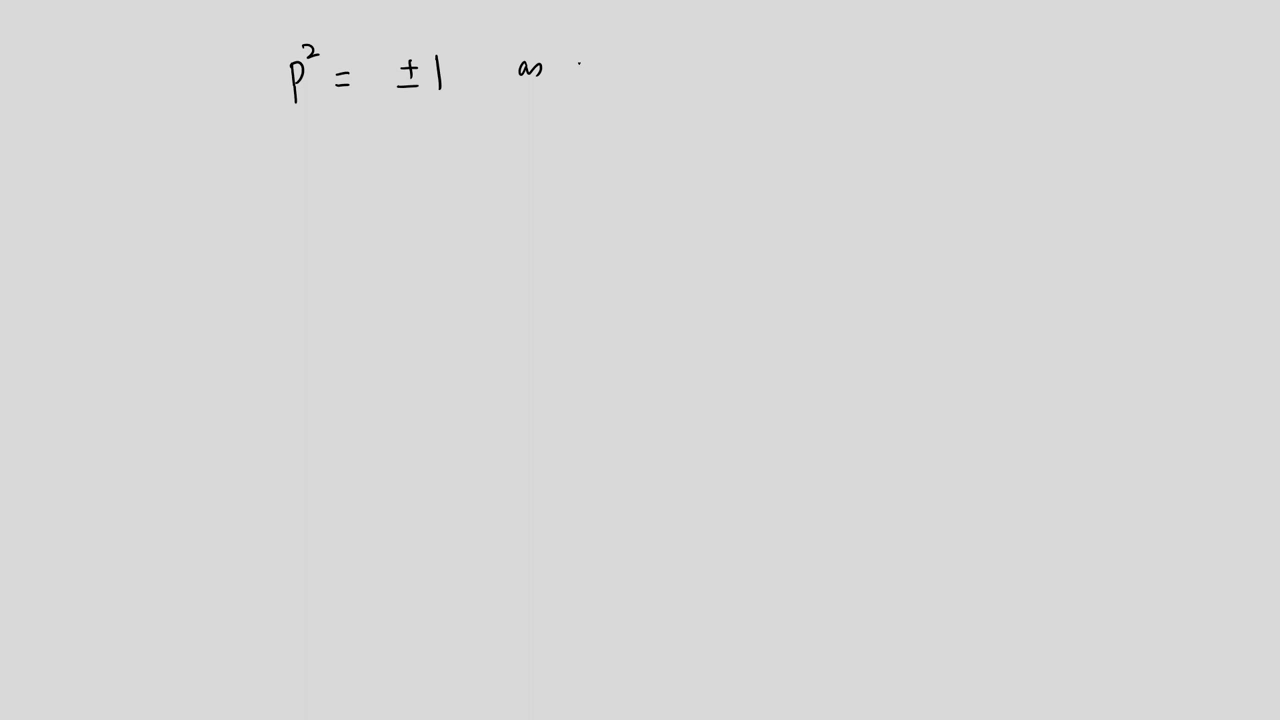 p² = ±1 as